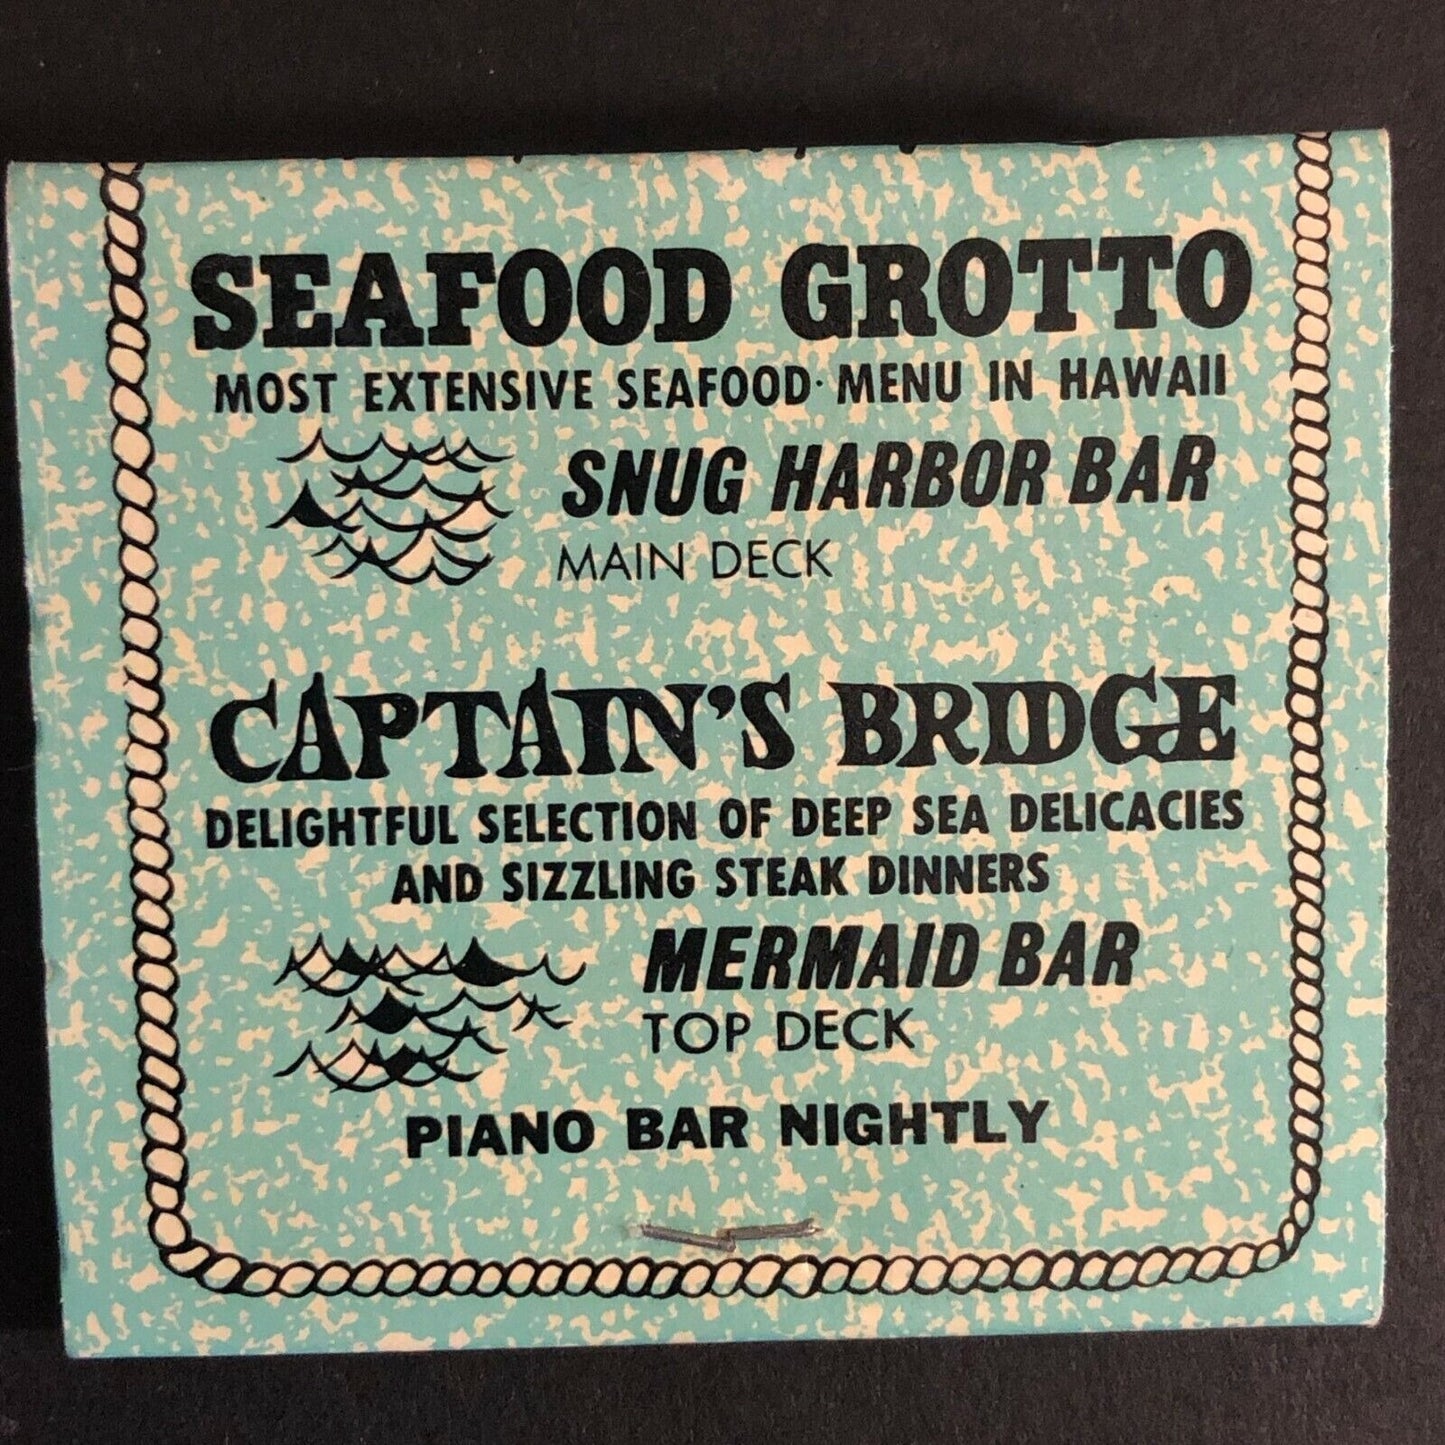 SEAFOOD GROTTO
MOST EXTENSIVE SEAFOOD MENU IN HAWAII
SNUG HARBOR BAR
MAIN DECK
CAPTAIN'S BRIDGE
DELIGHTFUL SELECTION OF DEEP SEA DELICACIES
AND SIZZLING STEAK DINNERS
MERMAID BAR
TOP DECK
PIANO BAR NIGHTLY